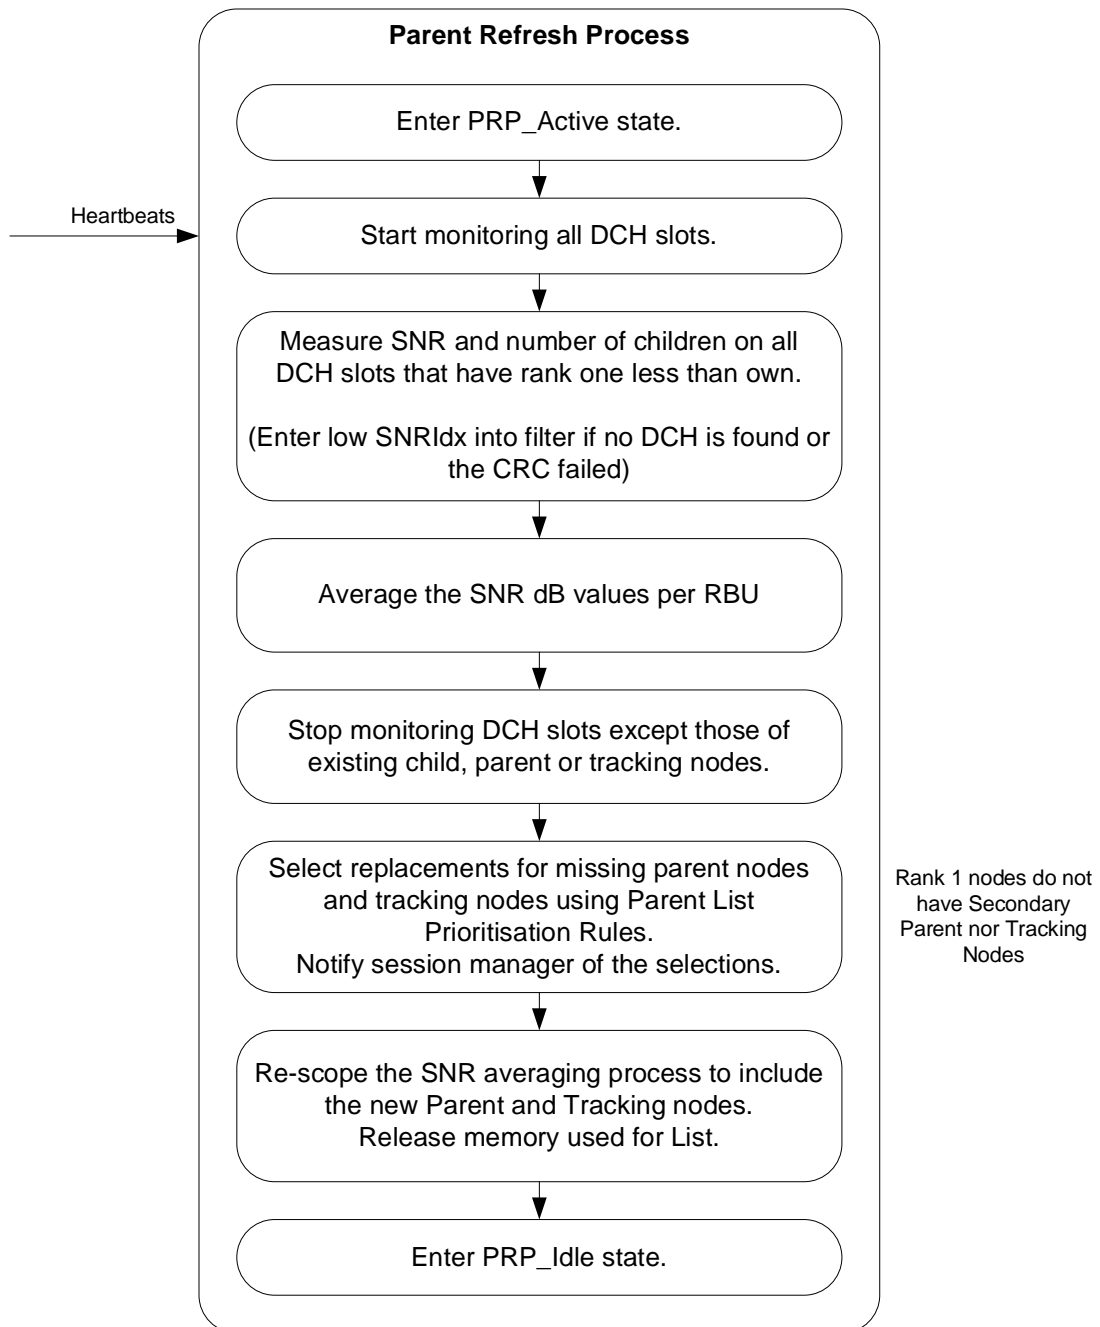 Parent Refresh Process
Enter PRP_Active state.
Heartbeats
Start monitoring all DCH slots.
Measure SNR and number of children on all
DCH slots that have rank one less than own.
(Enter low SNRIdx into filter if no DCH is found or
the CRC failed)
Average the SNR dB values per RBU
Stop monitoring DCH slots except those of
existing child, parent or tracking nodes.
Select replacements for missing parent nodes
and tracking nodes using Parent List
Prioritisation Rules.
Notify session manager of the selections.
Rank 1 nodes do not
have Secondary
Parent nor Tracking
Nodes
Re-scope the SNR averaging process to include
the new Parent and Tracking nodes.
Release memory used for List.
Enter PRP_Idle state.